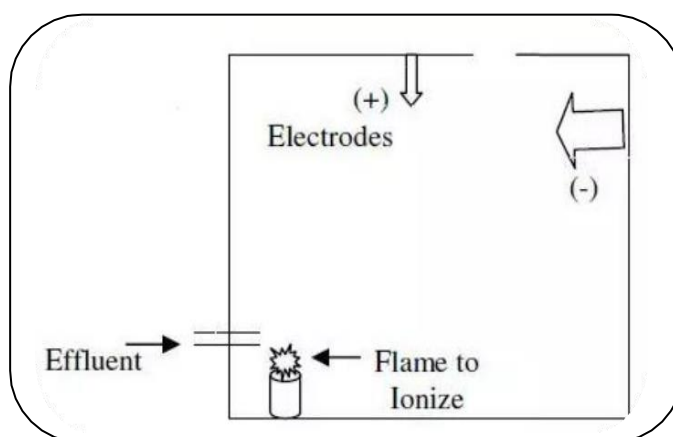 (+)
Electrodes
(-)
Effluent
Flame to
Ionize